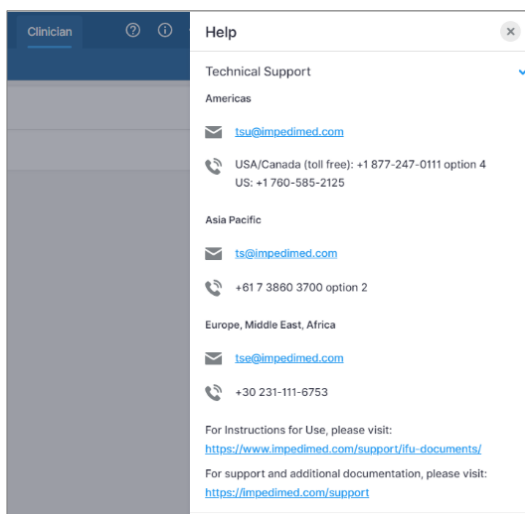 Clinician
Help
Technical Support
Americas
tsu@impedimed.com
USA/Canada (toll free): +1 877-247-0111 option 4
US: +1 760-585-2125
Asia Pacific
ts@impedimed.com
+61 7 3860 3700 option 2
Europe, Middle East, Africa
tse@impedimed.com
+30 231-111-6753
For Instructions for Use, please visit:
https://www.impedimed.com/support/ifu-documents/
For support and additional documentation, please visit:
https://impedimed.com/support